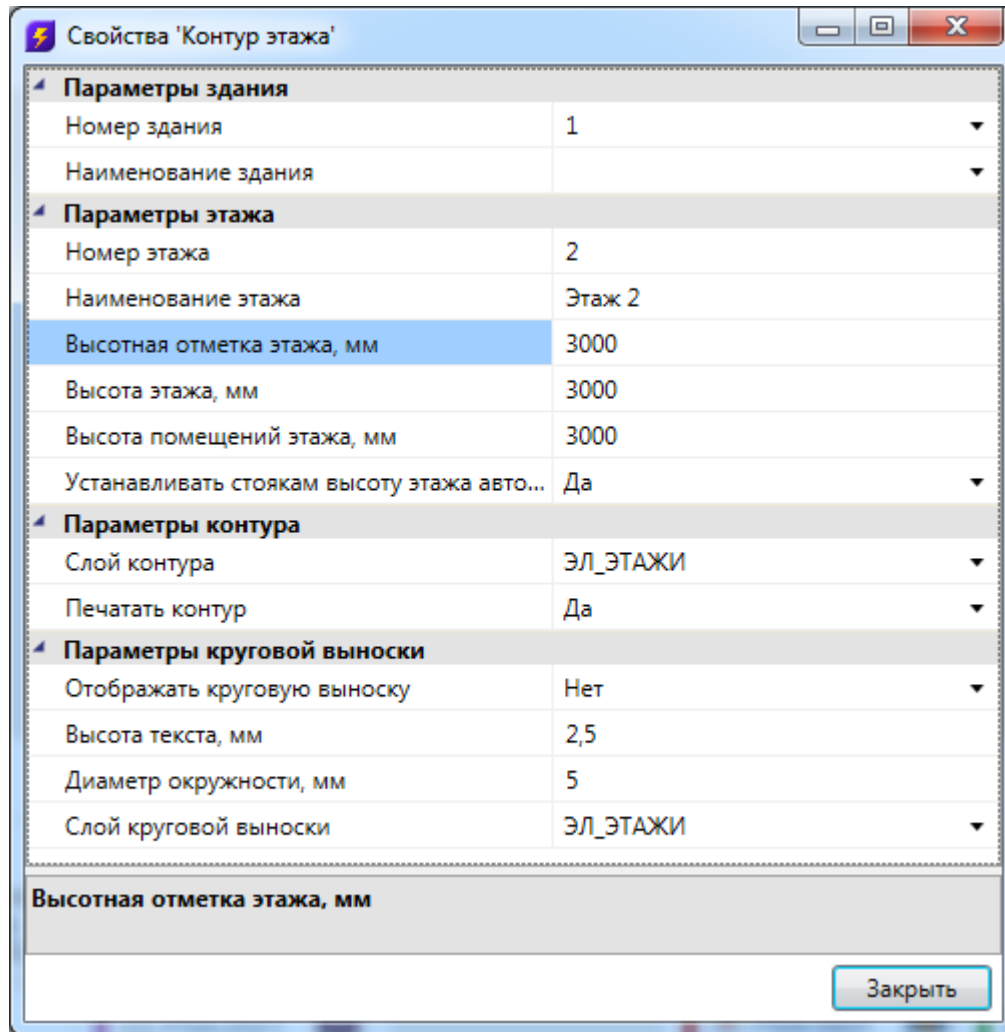 Свойства 'Контур этажа'
Параметры здания
Номер здания 1
Наименование здания
Параметры этажа
Номер этажа 2
Наименование этажа Этаж 2
Высотная отметка этажа, мм 3000
Высота этажа, мм 3000
Высота помещений этажа, мм 3000
Устанавливать стоякам высоту этажа авто... Да
Параметры контура
Слой контура ЭЛ_ЭТАЖИ
Печатать контур Да
Параметры круговой выноски
Отображать круговую выноску Нет
Высота текста, мм 2,5
Диаметр окружности, мм 5
Слой круговой выноски ЭЛ_ЭТАЖИ
Высотная отметка этажа, мм
Закрыть